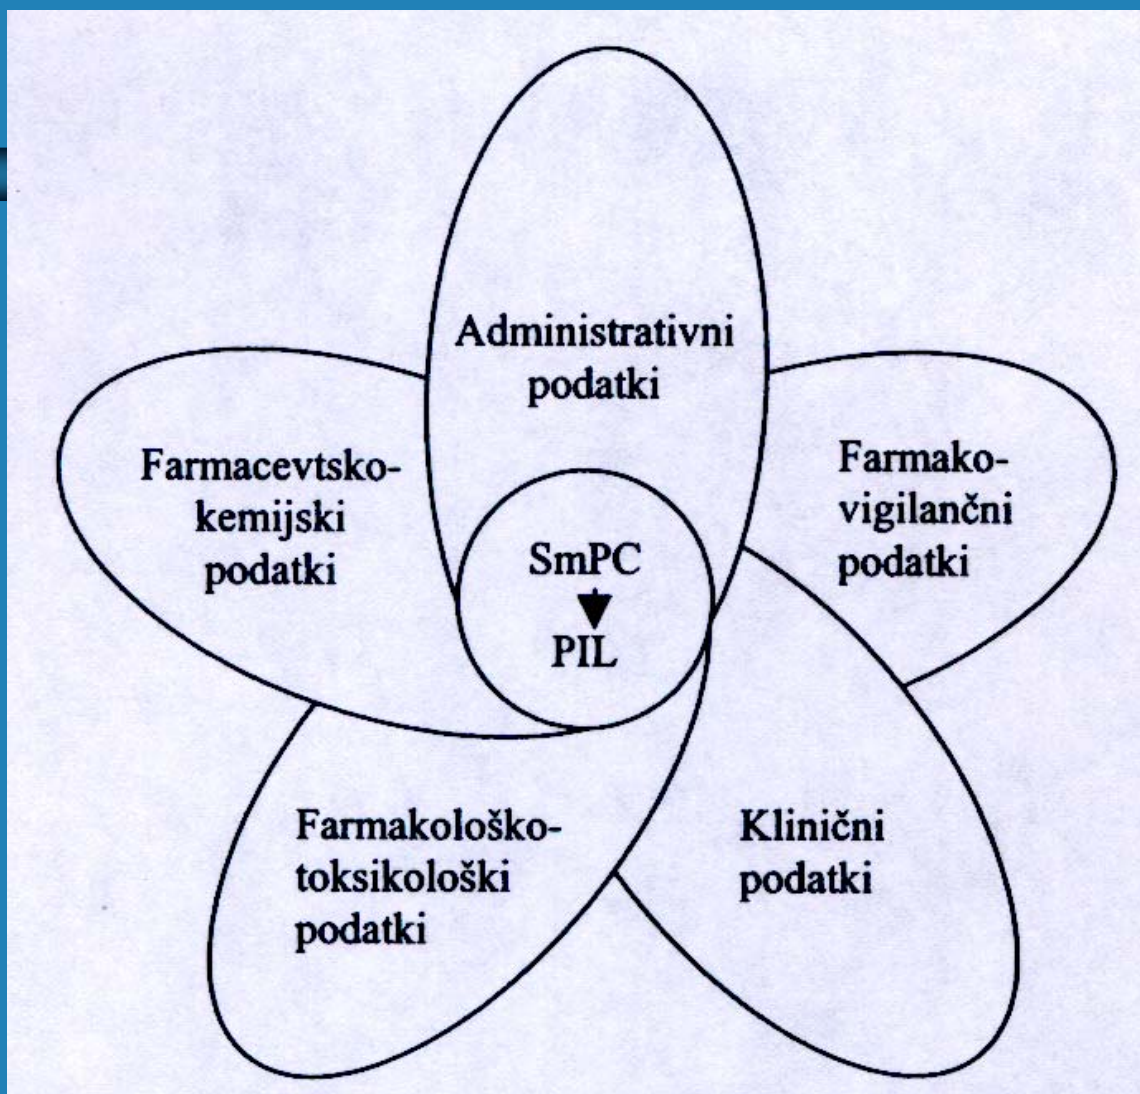 Administrativni
podatki
Farmacevtsko-
kemijski
podatki
Farmako-
vigilančni
podatki
SmPC
PIL
Farmakološko-
toksikološki
podatki
Klinični
podatki